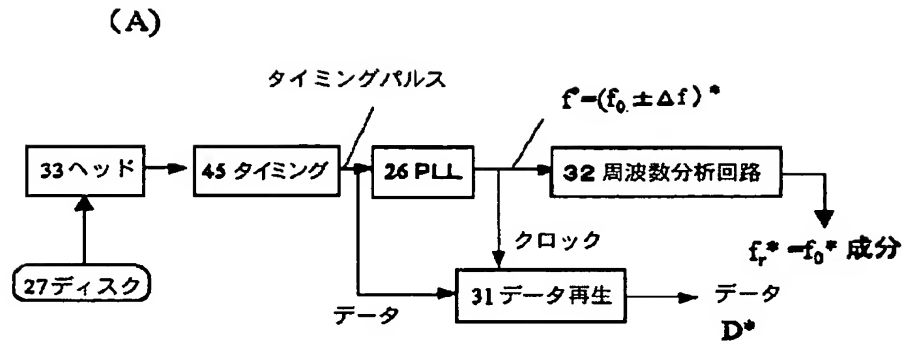 (A)
タイミングパルス
f*=(f₀.±Δf)*
33ヘッド
45タイミング
26 PLL
32周波数分析回路
クロック
fᵣ*=f₀*成分
27ディスク
データ
31データ再生
データ
D*